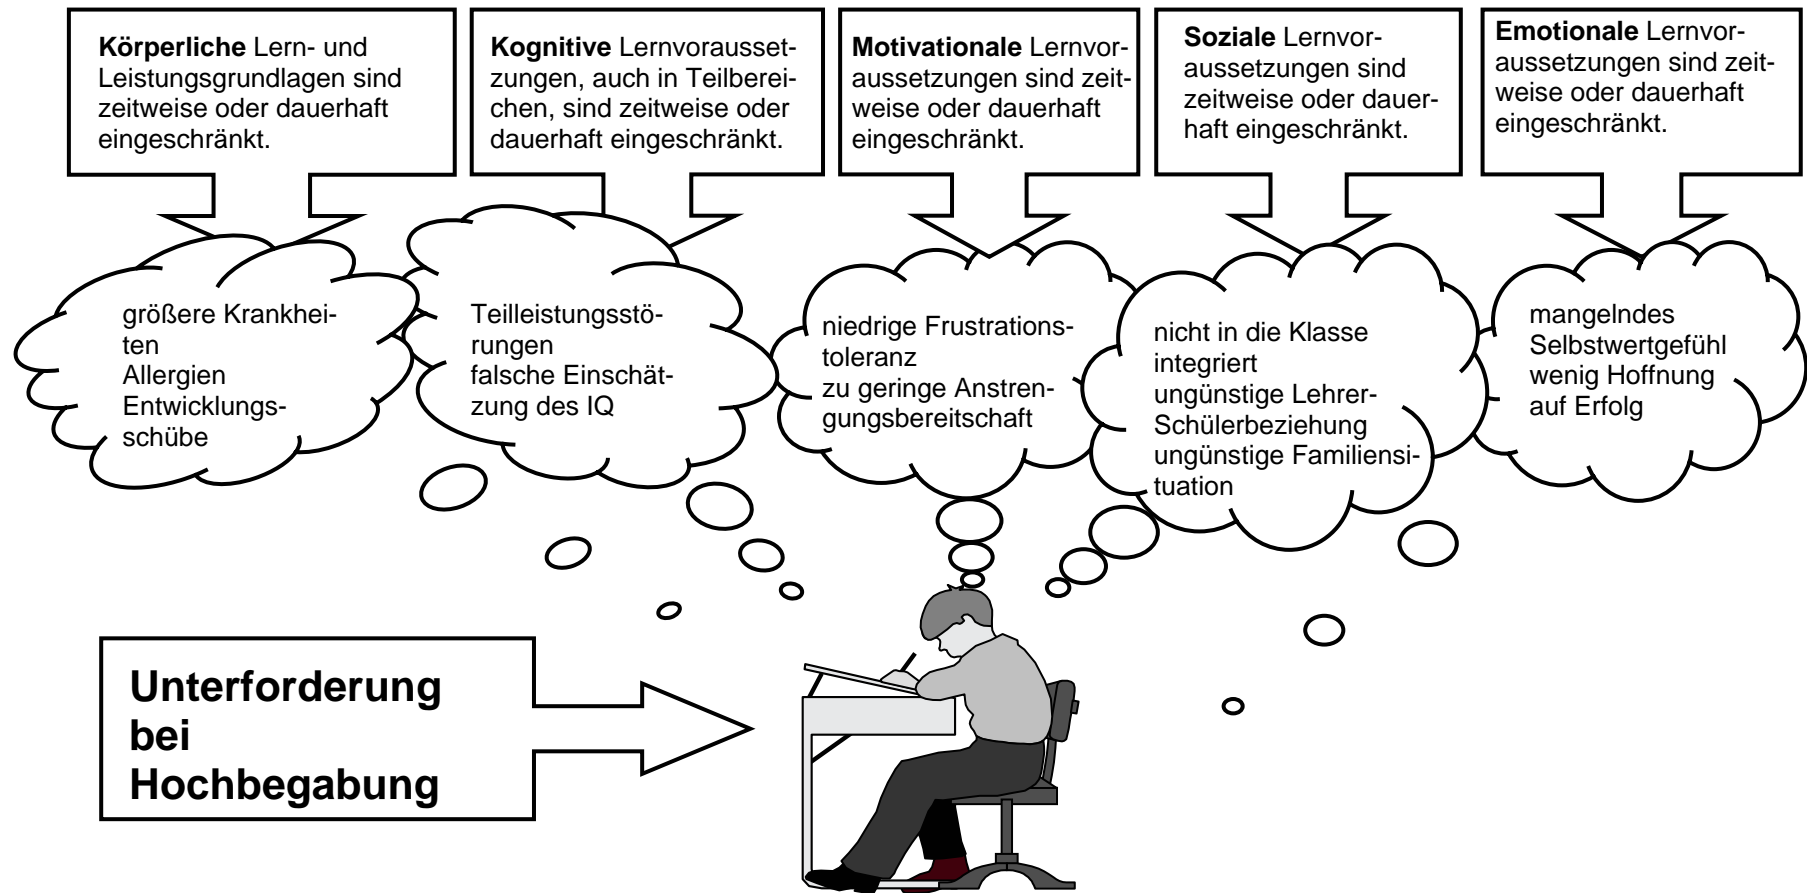 Körperliche Lern- und
Leistungsgrundlagen sind
zeitweise oder dauerhaft
eingeschränkt.
Kognitive Lernvorausset-
zungen, auch in Teilberei-
chen, sind zeitweise oder
dauerhaft eingeschränkt.
Motivationale Lernvor-
aussetzungen sind zeit-
weise oder dauerhaft
eingeschränkt.
Soziale Lernvor-
aussetzungen sind
zeitweise oder dauer-
haft eingeschränkt.
Emotionale Lernvor-
aussetzungen sind zeit-
weise oder dauerhaft
eingeschränkt.
größere Krankhei-
ten
Allergien
Entwicklungs-
schübe
Teilleistungsstö-
rungen
falsche Einschät-
zung des IQ
niedrige Frustrations-
toleranz
zu geringe Anstren-
gungsbereitschaft
nicht in die Klasse
integriert
ungünstige Lehrer-
Schülerbeziehung
ungünstige Familiensi-
tuation
mangelndes
Selbstwertgefühl
wenig Hoffnung
auf Erfolg
Unterforderung
bei
Hochbegabung